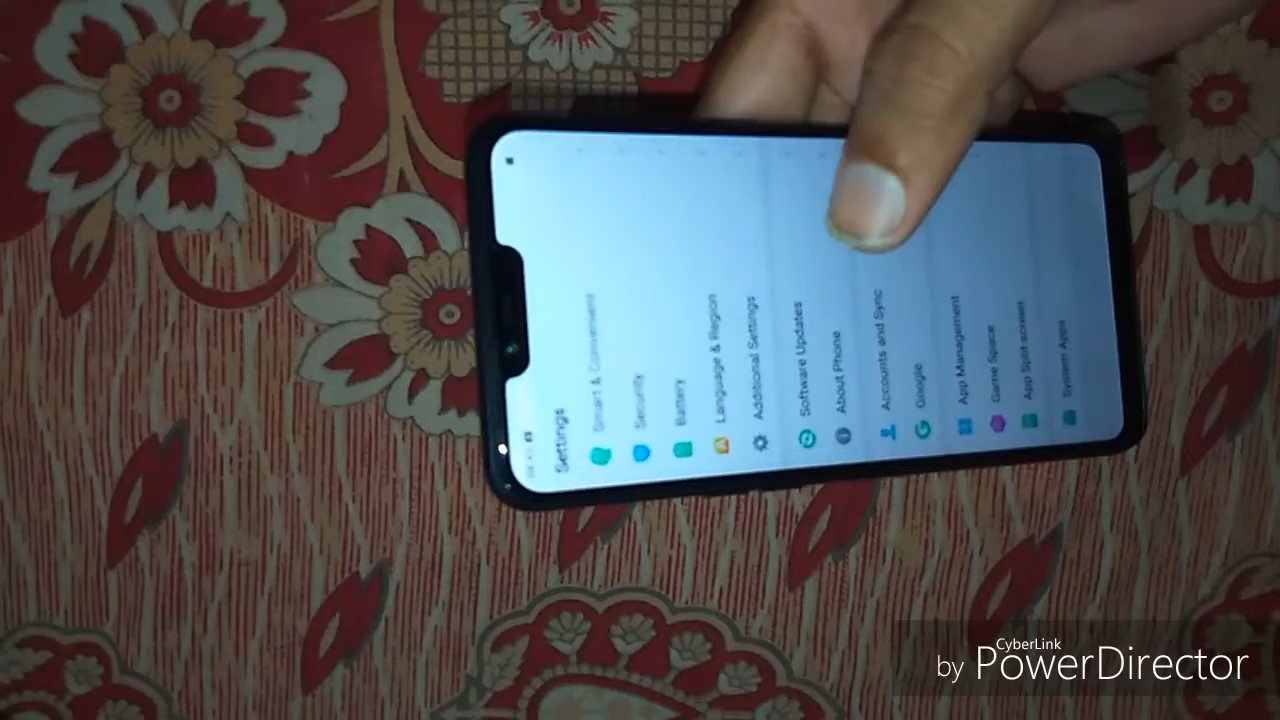 Settings
Smart & Convenient
Security
Battery
Language & Region
Additional Settings
Software Updates
About Phone
Accounts and Sync
Google
App Management
Game Space
App Split-screen
System Apps
CyberLink
by PowerDirector